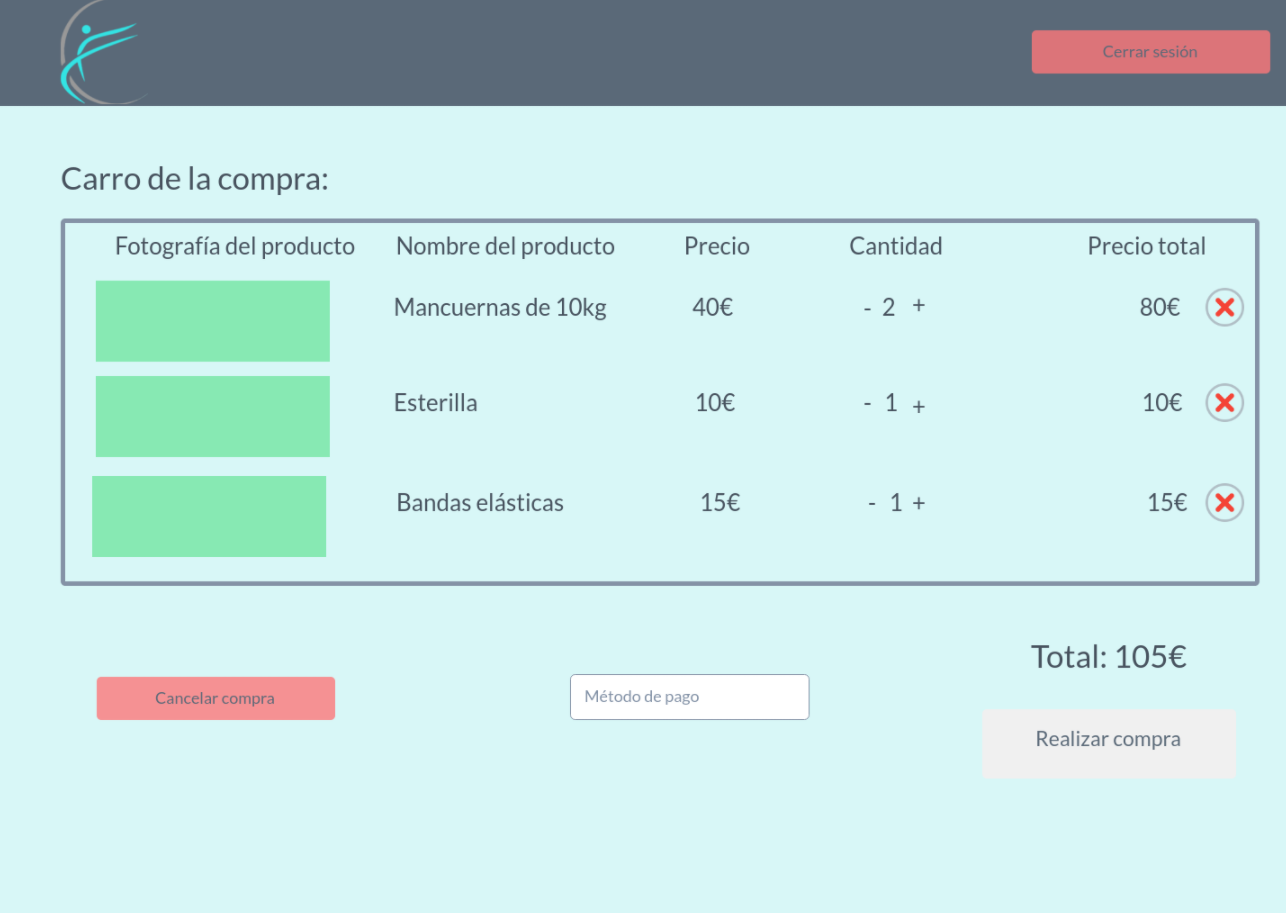 Cerrar sesión
Carro de la compra:
Fotografía del producto Nombre del producto Precio Cantidad Precio total
Mancuernas de 10kg 40€ - 2 + 80€
Esterilla 10€ - 1 + 10€
Bandas elásticas 15€ - 1 + 15€
Total: 105€
Cancelar compra Método de pago
Realizar compra